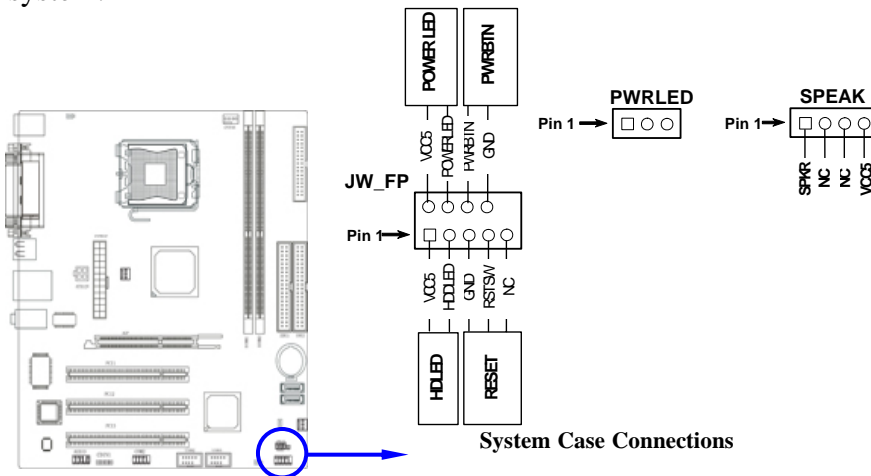 POWER LED
PWRBTN
VCC5
POWERLED
PWRBTN
GND
JW_FP
Pin 1
VCC5
HDDLED
GND
RSTSW
NC
HDLED
RESET
PWRLED
Pin 1
SPEAK
Pin 1
SPKR
NC
NC
VCC5
System Case Connections